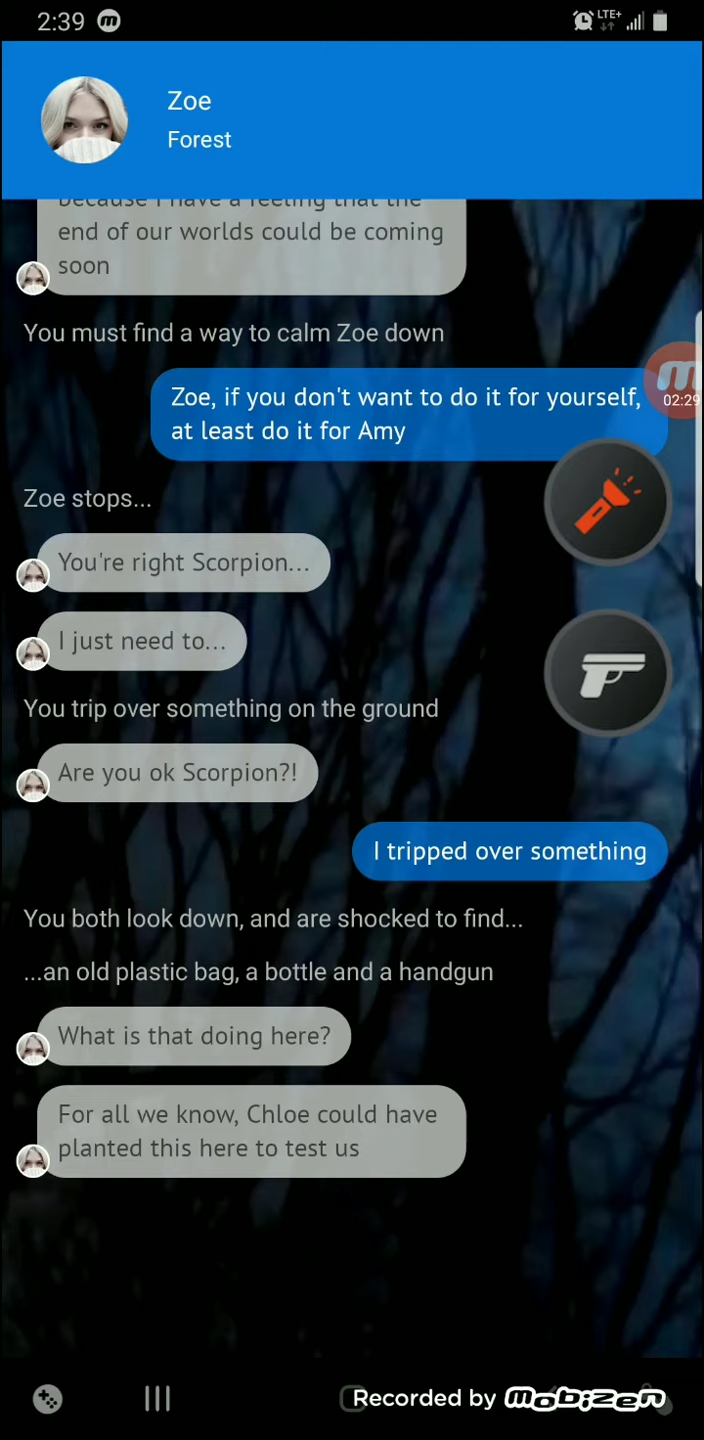 2:39
LTE+
Zoe
Forest
because I have a feeling that the
end of our worlds could be coming
soon
You must find a way to calm Zoe down
Zoe, if you don't want to do it for yourself,
at least do it for Amy
02:29
Zoe stops...
You're right Scorpion...
I just need to...
You trip over something on the ground
Are you ok Scorpion?!
I tripped over something
You both look down, and are shocked to find...
...an old plastic bag, a bottle and a handgun
What is that doing here?
For all we know, Chloe could have
planted this here to test us
Recorded by mobizen